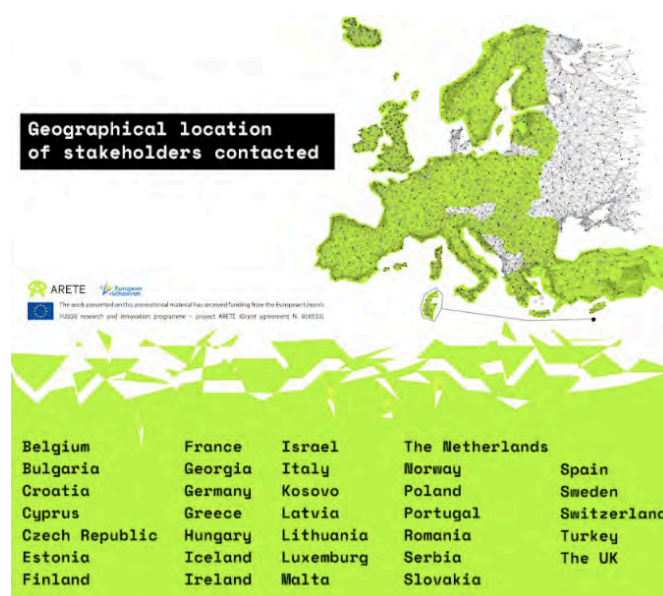 Geographical location
of stakeholders contacted
ARETE
European
Schoolnet
The work presented on this promotional material has received funding from the European Union's
H2020 research and innovation programme – project ARETE (Grant agreement N. 856533)
Belgium
Bulgaria
Croatia
Cyprus
Czech Republic
Estonia
Finland
France
Georgia
Germany
Greece
Hungary
Iceland
Ireland
Israel
Italy
Kosovo
Latvia
Lithuania
Luxemburg
Malta
The Netherlands
Norway
Poland
Portugal
Romania
Serbia
Slovakia
Spain
Sweden
Switzerland
Turkey
The UK